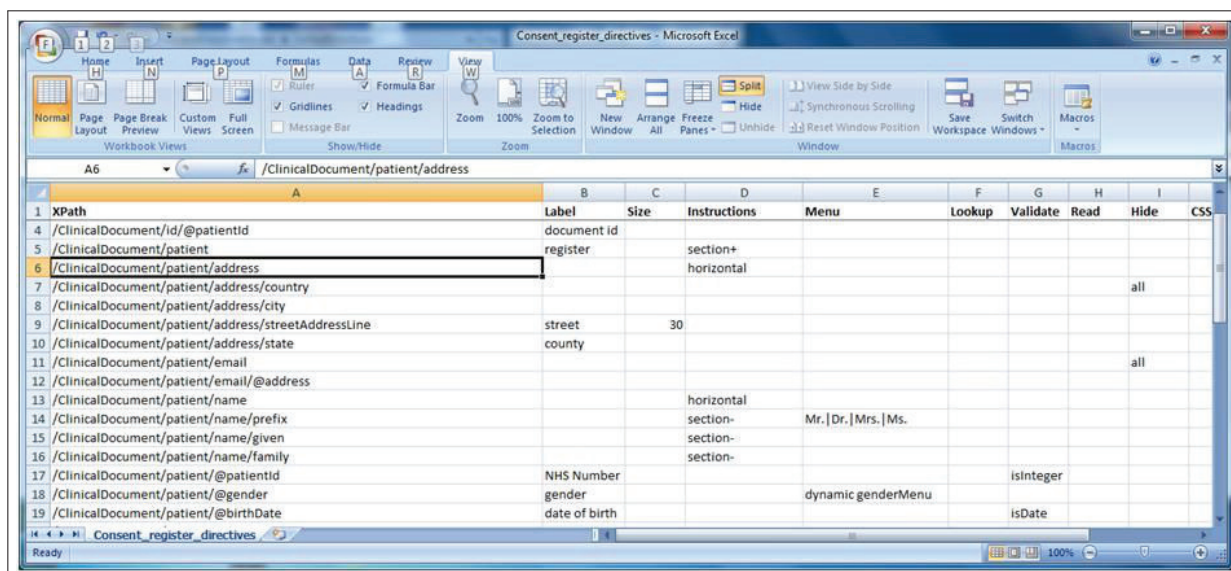 Consent_register_directives - Microsoft Excel
F 1 2 3
Home Insert Page Layout Formulas Data Review View
H N P M A R W
Normal Page Layout Page Break Preview Custom Views Full Screen
Workbook Views
Ruler Formula Bar
Gridlines Headings
Message Bar
Show/Hide
Zoom 100% Zoom to Selection
Zoom
New Window Arrange All Freeze Panes Split Hide Unhide
View Side by Side
Synchronous Scrolling
Reset Window Position
Save Workspace Switch Windows
Window
Macros
Macros
A6 fx /ClinicalDocument/patient/address
A B C D E F G H I
1 XPath Label Size Instructions Menu Lookup Validate Read Hide CSS
4 /ClinicalDocument/id/@patientId document id
5 /ClinicalDocument/patient register section+
6 /ClinicalDocument/patient/address horizontal
7 /ClinicalDocument/patient/address/country all
8 /ClinicalDocument/patient/address/city
9 /ClinicalDocument/patient/address/streetAddressLine street 30
10 /ClinicalDocument/patient/address/state county
11 /ClinicalDocument/patient/email all
12 /ClinicalDocument/patient/email/@address
13 /ClinicalDocument/patient/name horizontal
14 /ClinicalDocument/patient/name/prefix section- Mr.|Dr.|Mrs.|Ms.
15 /ClinicalDocument/patient/name/given section-
16 /ClinicalDocument/patient/name/family section-
17 /ClinicalDocument/patient/@patientId NHS Number isInteger
18 /ClinicalDocument/patient/@gender gender dynamic genderMenu
19 /ClinicalDocument/patient/@birthDate date of birth isDate
Consent_register_directives
Ready 100%